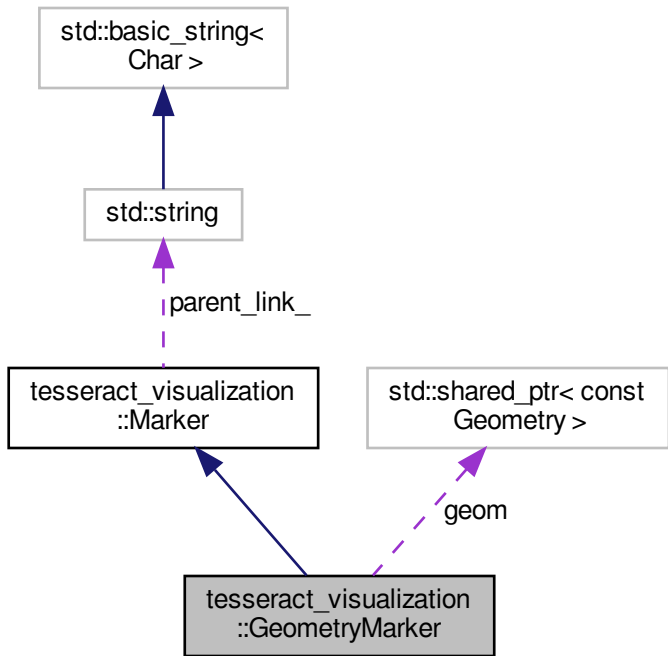 std::basic_string<
Char >
std::string
parent_link_
tesseract_visualization
::Marker
std::shared_ptr< const
Geometry >
geom
tesseract_visualization
::GeometryMarker